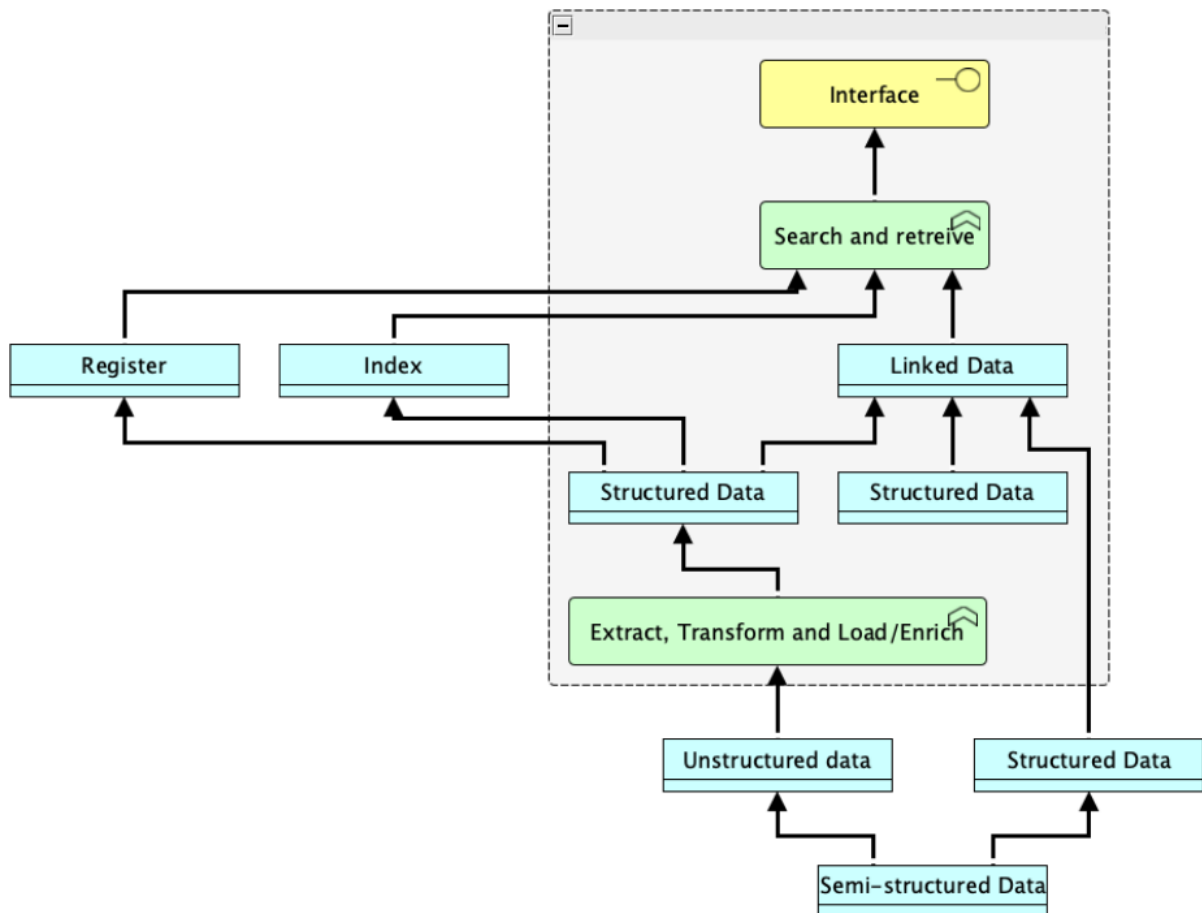 Interface
Search and retreive
Register
Index
Linked Data
Structured Data
Structured Data
Extract, Transform and Load/Enrich
Unstructured data
Structured Data
Semi-structured Data